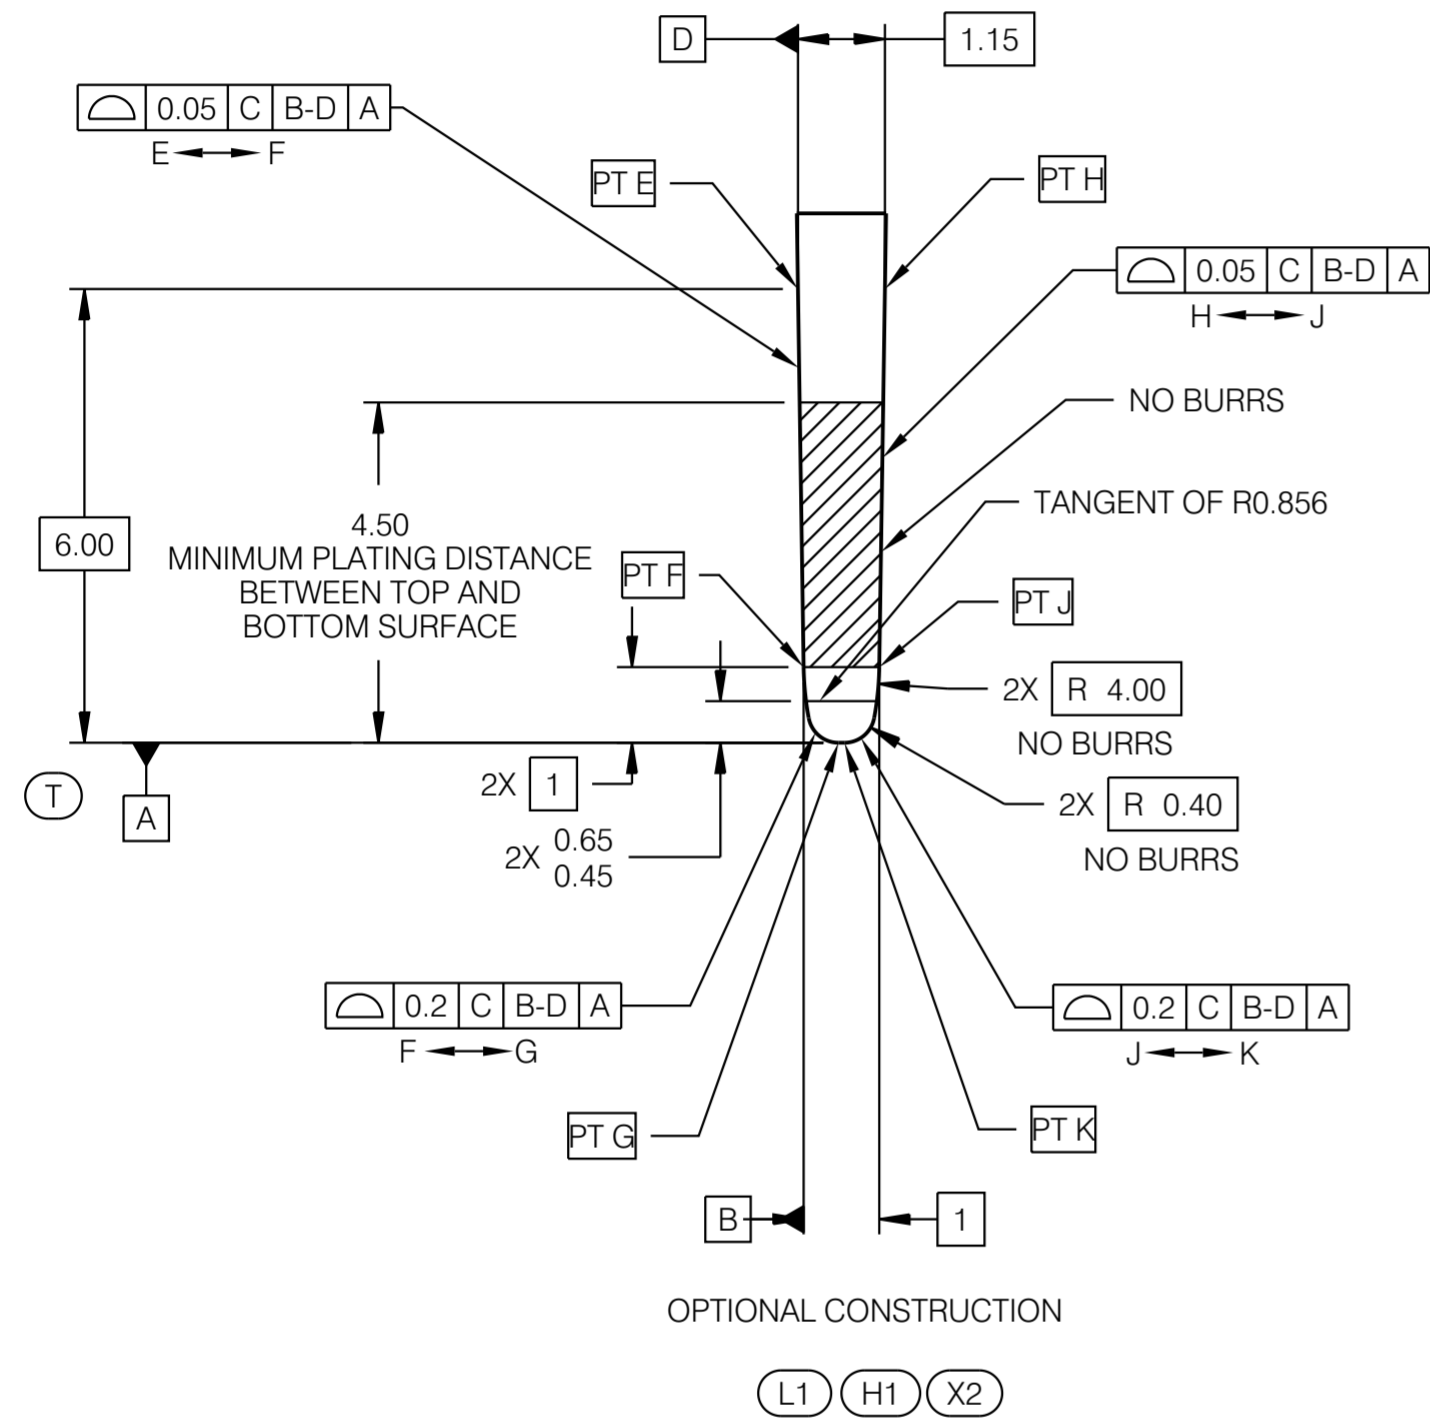 D
1.15
0.05 C B-D A
E F
PT E
PT H
0.05 C B-D A
H J
NO BURRS
TANGENT OF R0.856
4.50
MINIMUM PLATING DISTANCE
BETWEEN TOP AND
BOTTOM SURFACE
6.00
PT F
PT J
2X R 4.00
NO BURRS
2X 1
T
A
2X 0.65
0.45
2X R 0.40
NO BURRS
0.2 C B-D A
F G
0.2 C B-D A
J K
PT G
PT K
B
1
OPTIONAL CONSTRUCTION
L1 H1 X2